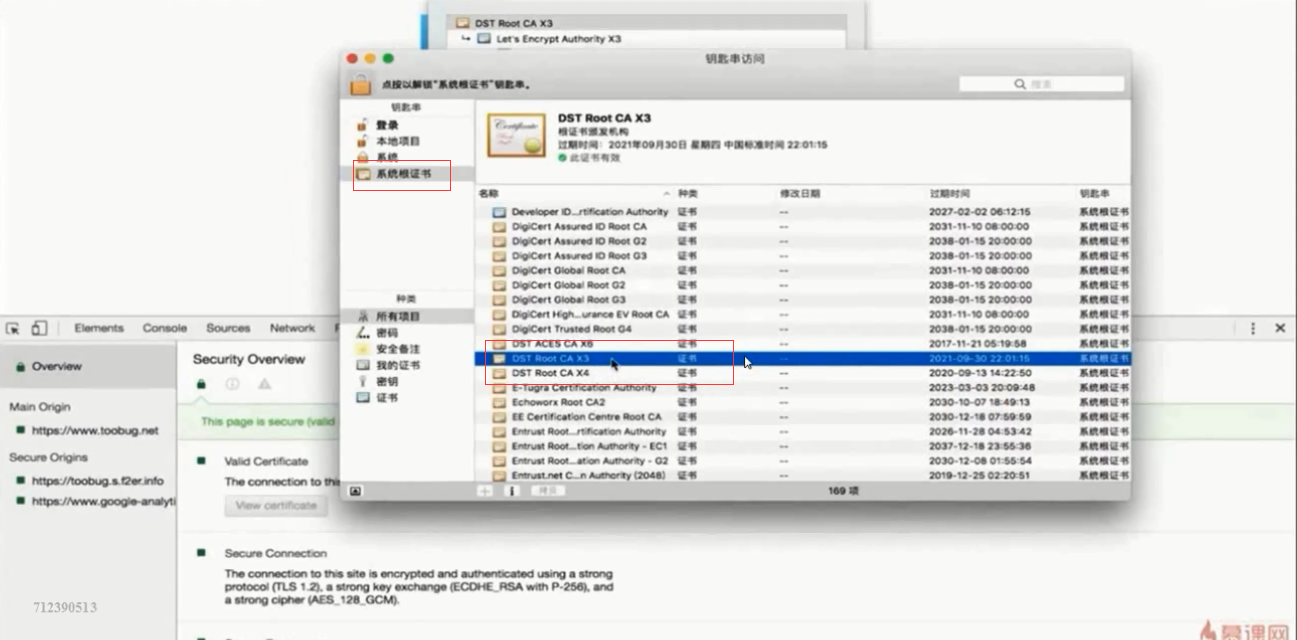 DST Root CA X3
Let's Encrypt Authority X3
钥匙串访问
点按以解锁“系统根证书”钥匙串。
搜索
钥匙串
登录
本地项目
系统
系统根证书
DST Root CA X3
根证书颁发机构
过期时间：2021年09月30日 星期四 中国标准时间 22:01:15
此证书有效
名称 种类 修改日期 过期时间 钥匙串
Developer ID...rtification Authority 证书 -- 2027-02-02 06:12:15 系统根证书
DigiCert Assured ID Root CA 证书 -- 2031-11-10 08:00:00 系统根证书
DigiCert Assured ID Root G2 证书 -- 2038-01-15 20:00:00 系统根证书
DigiCert Assured ID Root G3 证书 -- 2038-01-15 20:00:00 系统根证书
DigiCert Global Root CA 证书 -- 2031-11-10 08:00:00 系统根证书
DigiCert Global Root G2 证书 -- 2038-01-15 20:00:00 系统根证书
DigiCert Global Root G3 证书 -- 2038-01-15 20:00:00 系统根证书
DigiCert High...urance EV Root CA 证书 -- 2031-11-10 08:00:00 系统根证书
DigiCert Trusted Root G4 证书 -- 2038-01-15 20:00:00 系统根证书
DST ACES CA X6 证书 -- 2017-11-21 05:19:58 系统根证书
DST Root CA X3 证书 -- 2021-09-30 22:01:15 系统根证书
DST Root CA X4 证书 -- 2020-09-13 14:22:50 系统根证书
E-Tugra Certification Authority 证书 -- 2023-03-03 20:09:48 系统根证书
Echoworx Root CA2 证书 -- 2030-10-07 18:49:13 系统根证书
EE Certification Centre Root CA 证书 -- 2030-12-18 07:59:59 系统根证书
Entrust Root...rtification Authority 证书 -- 2026-11-28 04:53:42 系统根证书
Entrust Root...tion Authority - EC1 证书 -- 2037-12-18 23:55:36 系统根证书
Entrust Root...ation Authority - G2 证书 -- 2030-12-08 01:55:54 系统根证书
Entrust.net C...n Authority (2048) 证书 -- 2019-12-25 02:20:51 系统根证书
种类
所有项目
密码
安全备注
我的证书
密钥
证书
拷贝
169 项
Elements Console Sources Network
Overview
Main Origin
https://www.toobug.net
Secure Origins
https://toobug.s.f2er.info
https://www.google-analyti
Security Overview
This page is secure (valid
Valid Certificate
The connection to this
View certificate
Secure Connection
The connection to this site is encrypted and authenticated using a strong
protocol (TLS 1.2), a strong key exchange (ECDHE_RSA with P-256), and
a strong cipher (AES_128_GCM).
712390513
慕课网